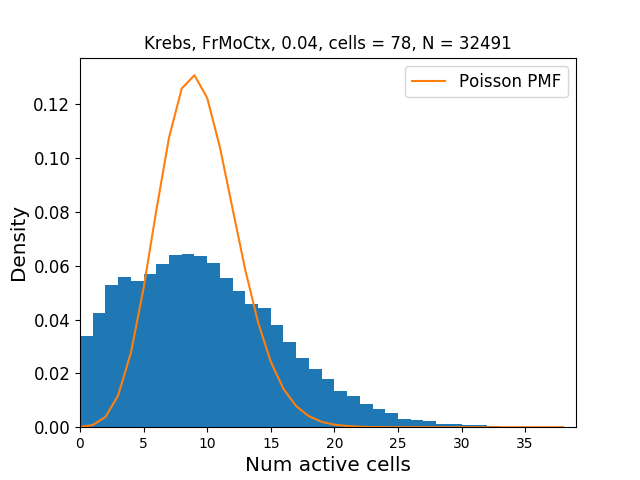 Krebs, FrMoCtx, 0.04, cells = 78, N = 32491
Poisson PMF
Density
0.12
0.10
0.08
0.06
0.04
0.02
0.00
0 5 10 15 20 25 30 35
Num active cells